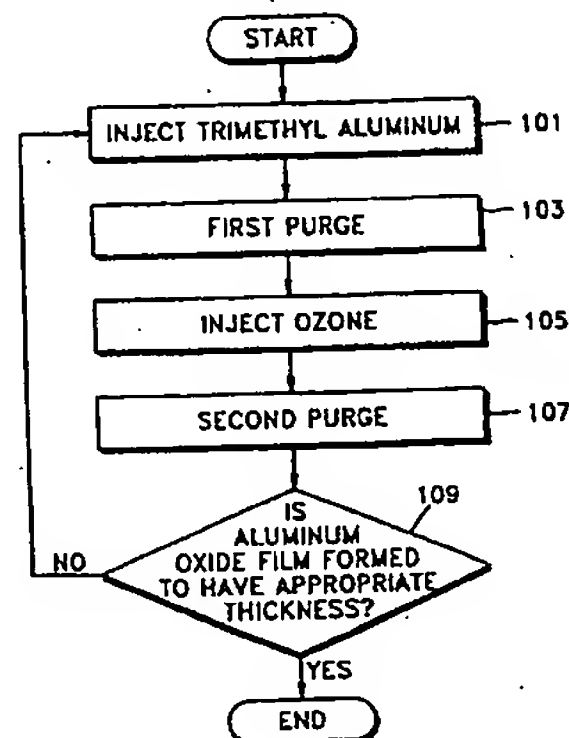 START
INJECT TRIMETHYL ALUMINUM
101
FIRST PURGE
103
INJECT OZONE
105
SECOND PURGE
107
109
IS
ALUMINUM
OXIDE FILM FORMED
TO HAVE APPROPRIATE
THICKNESS?
NO
YES
END